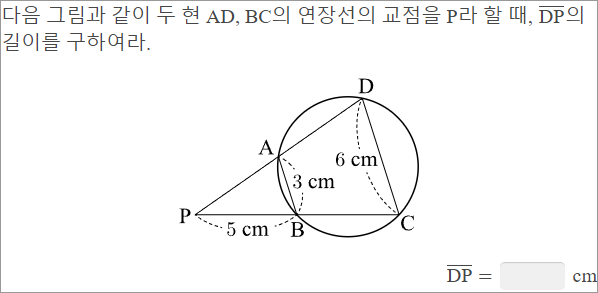 다음 그림과 같이 두 현 AD, BC의 연장선의 교점을 P라 할 때, DP의
길이를 구하여라.
D
A
6 cm
3 cm
P
5 cm
B
C
DP = cm